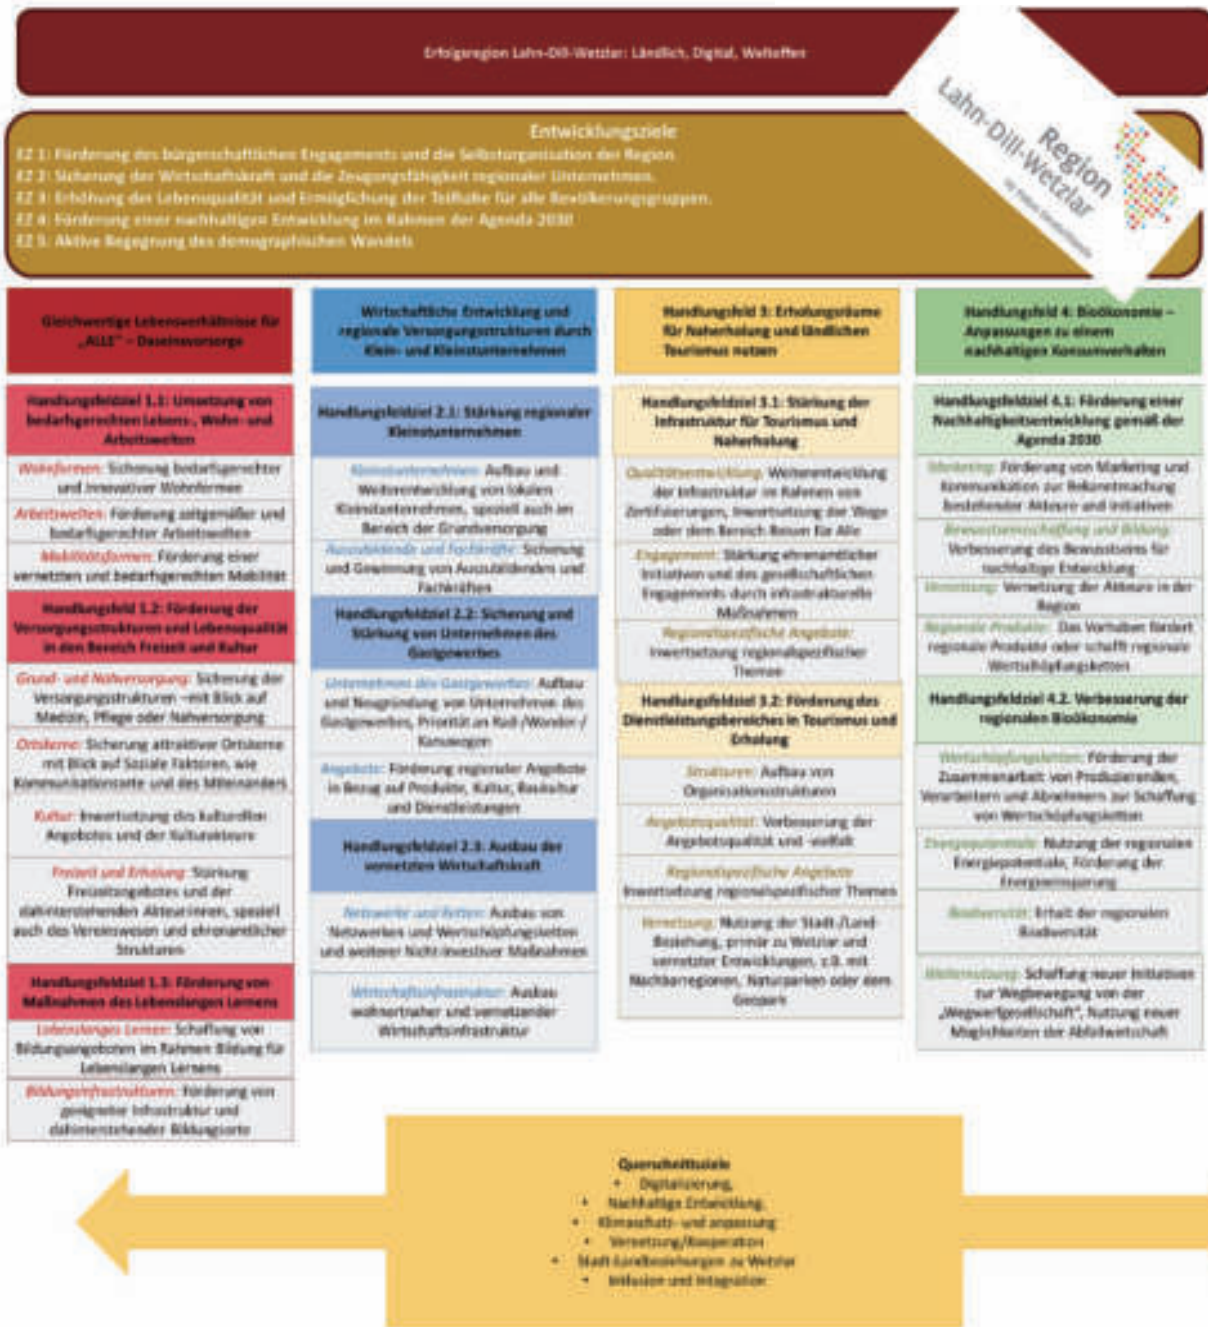 Erfolgsregion Lahn-Dill-Wetzlar: Ländlich, Digital, Weltoffen
Region
Lahn-Dill-Wetzlar
Entwicklungsziele
EZ 1: Förderung des bürgerschaftlichen Engagements und die Selbstorganisation der Region
EZ 2: Sicherung der Wirtschaftskraft und die Zeugungsfähigkeit regionaler Unternehmen.
EZ 3: Erhöhung der Lebensqualität und Ermöglichung der Teilhabe für alle Bevölkerungsgruppen.
EZ 4: Förderung einer nachhaltigen Entwicklung im Rahmen der Agenda 2030
EZ 5: Aktive Begegnung des demographischen Wandels
Gleichwertige Lebensverhältnisse für
„ALLE“ – Daseinsvorsorge
Handlungsfeldziel 1.1: Umsetzung von
bedarfsgerechten Lebens-, Wohn- und
Arbeitswelten
Wohnformen: Sicherung bedarfsgerechter
und innovativer Wohnformen
Arbeitswelten: Förderung zeitgemäßer und
bedarfsgerechter Arbeitswelten
Mobilitätsformen: Förderung einer
vernetzten und bedarfsgerechten Mobilität
Handlungsfeld 1.2: Förderung der
Versorgungsstrukturen und Lebensqualität
in den Bereich Freizeit und Kultur
Grund- und Nahversorgung: Sicherung der
Versorgungsstrukturen –mit Blick auf
Medizin, Pflege oder Nahversorgung
Ortskerne: Sicherung attraktiver Ortskerne
mit Blick auf Soziale Faktoren, wie
Kommunikationsorte und des Miteinanders
Kultur: Inwertsetzung des kulturellen
Angebotes und der Kulturakteure
Freizeit und Erholung: Stärkung
Freizeitangebotes und der
dahinterstehenden Akteurinnen, speziell
auch des Vereinswesen und ehrenamtlicher
Strukturen
Handlungsfeldziel 1.3: Förderung von
Maßnahmen des Lebenslangen Lernens
Lebenslanges Lernen: Schaffung von
Bildungsangeboten im Rahmen Bildung für
Lebenslangen Lernens
Bildungsinfrastrukturen: Förderung von
geeigneter Infrastruktur und
dahinterstehender Bildungsorte
Wirtschaftliche Entwicklung und
regionale Versorgungsstrukturen durch
Klein- und Kleinstunternehmen
Handlungsfeldziel 2.1: Stärkung regionaler
Kleinstunternehmen
Kleinstunternehmen: Aufbau und
Weiterentwicklung von lokalen
Kleinstunternehmen, speziell auch im
Bereich der Grundversorgung
Auszubildende und Fachkräfte: Sicherung
und Gewinnung von Auszubildenden und
Fachkräften
Handlungsfeldziel 2.2: Sicherung und
Stärkung von Unternehmen des
Gastgewerbes
Unternehmen des Gastgewerbes: Aufbau
und Neugründung von Unternehmen des
Gastgewerbes, Priorität an Rad-/Wander-/
Kanuwegen
Angebote: Förderung regionaler Angebote
in Bezug auf Produkte, Kultur, Baukultur
und Dienstleistungen
Handlungsfeldziel 2.3: Ausbau der
vernetzten Wirtschaftskraft
Netzwerke und Ketten: Ausbau von
Netzwerken und Wertschöpfungsketten
und weiterer Nicht-investiver Maßnahmen
Wirtschaftsinfrastruktur: Ausbau
wohnortnaher und vernetzender
Wirtschaftsinfrastruktur
Handlungsfeld 3: Erholungsräume
für Naherholung und ländlichen
Tourismus nutzen
Handlungsfeldziel 3.1: Stärkung der
Infrastruktur für Tourismus und
Naherholung
Qualitätsentwicklung: Weiterentwicklung
der Infrastruktur im Rahmen von
Zertifizierungen, Inwertsetzung der Wege
oder dem Bereich Reisen für Alle
Engagement: Stärkung ehrenamtlicher
Initiativen und des gesellschaftlichen
Engagements durch infrastrukturelle
Maßnahmen
Regionalspezifische Angebote:
Inwertsetzung regionalspezifischer
Themen
Handlungsfeldziel 3.2: Förderung des
Dienstleistungsbereiches in Tourismus und
Erholung
Strukturen: Aufbau von
Organisationsstrukturen
Angebotsqualität: Verbesserung der
Angebotsqualität und -vielfalt
Regionalspezifische Angebote
Inwertsetzung regionalspezifischer Themen
Vernetzung: Nutzung der Stadt-/Land-
Beziehung, primär zu Wetzlar und
vernetzter Entwicklungen, z.B. mit
Nachbarregionen, Naturparken oder dem
Geopark
Handlungsfeld 4: Bioökonomie –
Anpassungen zu einem
nachhaltigen Konsumverhalten
Handlungsfeldziel 4.1: Förderung einer
Nachhaltigkeitsentwicklung gemäß der
Agenda 2030
Marketing: Förderung von Marketing und
Kommunikation zur Bekanntmachung
bestehender Akteure und Initiativen
Bewusstseinsschaffung und Bildung:
Verbesserung des Bewusstseins für
nachhaltige Entwicklung
Vernetzung: Vernetzung der Akteure in der
Region
Regionale Produkte: Das Vorhaben fördert
regionale Produkte oder schafft regionale
Wertschöpfungsketten
Handlungsfeldziel 4.2. Verbesserung der
regionalen Bioökonomie
Wertschöpfungsketten: Förderung der
Zusammenarbeit von Produzierenden,
Verarbeitern und Abnehmern zur Schaffung
von Wertschöpfungsketten
Energiepotentiale: Nutzung der regionalen
Energiepotentiale, Förderung der
Energieeinsparung
Biodiversität: Erhalt der regionalen
Biodiversität
Weiternutzung: Schaffung neuer Initiativen
zur Wegbewegung von der
„Wegwerfgesellschaft“, Nutzung neuer
Möglichkeiten der Abfallwirtschaft
Querschnittsziele
• Digitalisierung,
• Nachhaltige Entwicklung,
• Klimaschutz- und anpassung
• Vernetzung/Kooperation
• Stadt-Landbeziehungen zu Wetzlar
• Inklusion und Integration